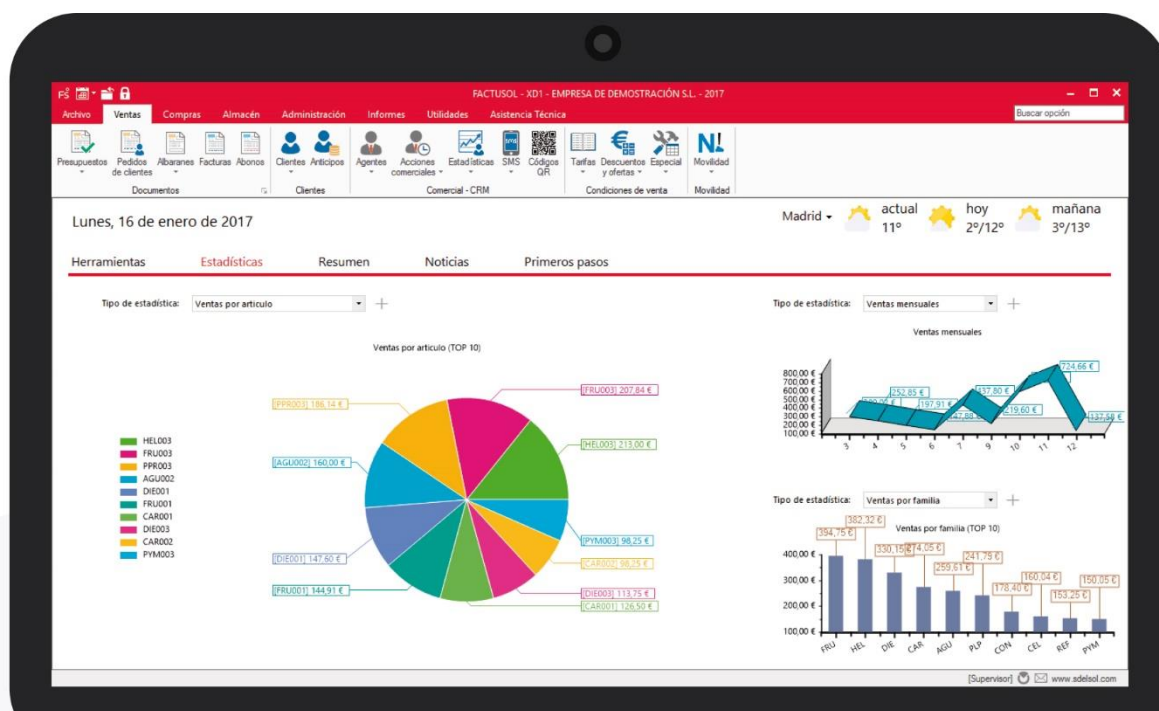 FACTUSOL - XD1 - EMPRESA DE DEMOSTRACIÓN S.L. - 2017
Archivo Ventas Compras Almacén Administración Informes Utilidades Asistencia Técnica Buscar opción
Presupuestos Pedidos de clientes Albaranes Facturas Abonos Clientes Anticipos Agentes Acciones comerciales Estadísticas SMS Códigos QR Tarifas Descuentos y ofertas Especial Movilidad
Documentos Clientes Comercial - CRM Condiciones de venta Movilidad
Lunes, 16 de enero de 2017
Madrid actual 11º hoy 2º/12º mañana 3º/13º
Herramientas Estadísticas Resumen Noticias Primeros pasos
Tipo de estadística: Ventas por articulo
Ventas por articulo (TOP 10)
HEL003
FRU003
PPR003
AGU002
DIE001
FRU001
CAR001
DIE003
CAR002
PYM003
[FRU003] 207,84 €
[PPR003] 186,14 €
[HEL003] 213,00 €
[AGU002] 160,00 €
[PYM003] 98,25 €
[DIE001] 147,60 €
[CAR002] 98,25 €
[FRU001] 144,91 €
[DIE003] 113,75 €
[CAR001] 126,50 €
Tipo de estadística: Ventas mensuales
Ventas mensuales
800,00 €
700,00 €
600,00 €
500,00 €
400,00 €
300,00 €
200,00 €
100,00 €
252,85 €
197,91 €
437,80 €
219,60 €
724,66 €
137,58 €
3 4 5 6 7 8 9 10 11 12
Tipo de estadística: Ventas por familia
Ventas por familia (TOP 10)
400,00 €
300,00 €
200,00 €
100,00 €
394,75 €
382,32 €
330,15 €
274,05 €
259,61 €
241,79 €
178,40 €
160,04 €
153,25 €
150,05 €
FRU HEL DIE CAR AGU PLP CON CEL REF PYM
[Supervisor] www.sdelsol.com